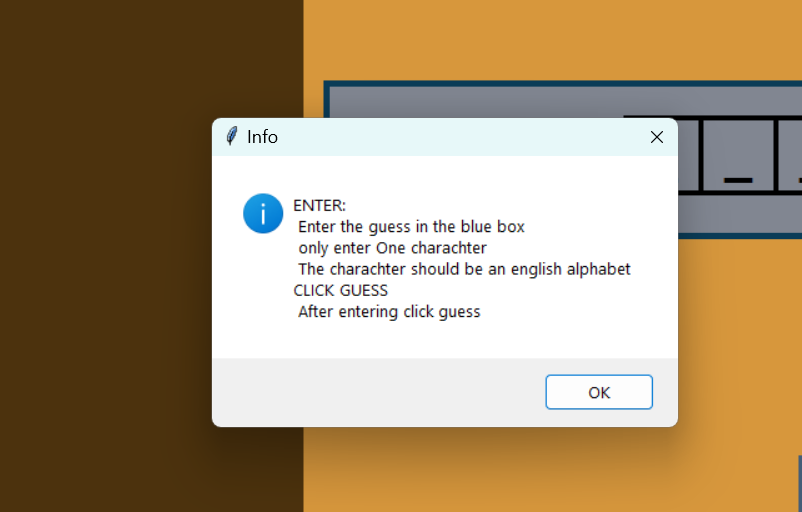 Info
ENTER:
Enter the guess in the blue box
only enter One charachter
The charachter should be an english alphabet
CLICK GUESS
After entering click guess
OK